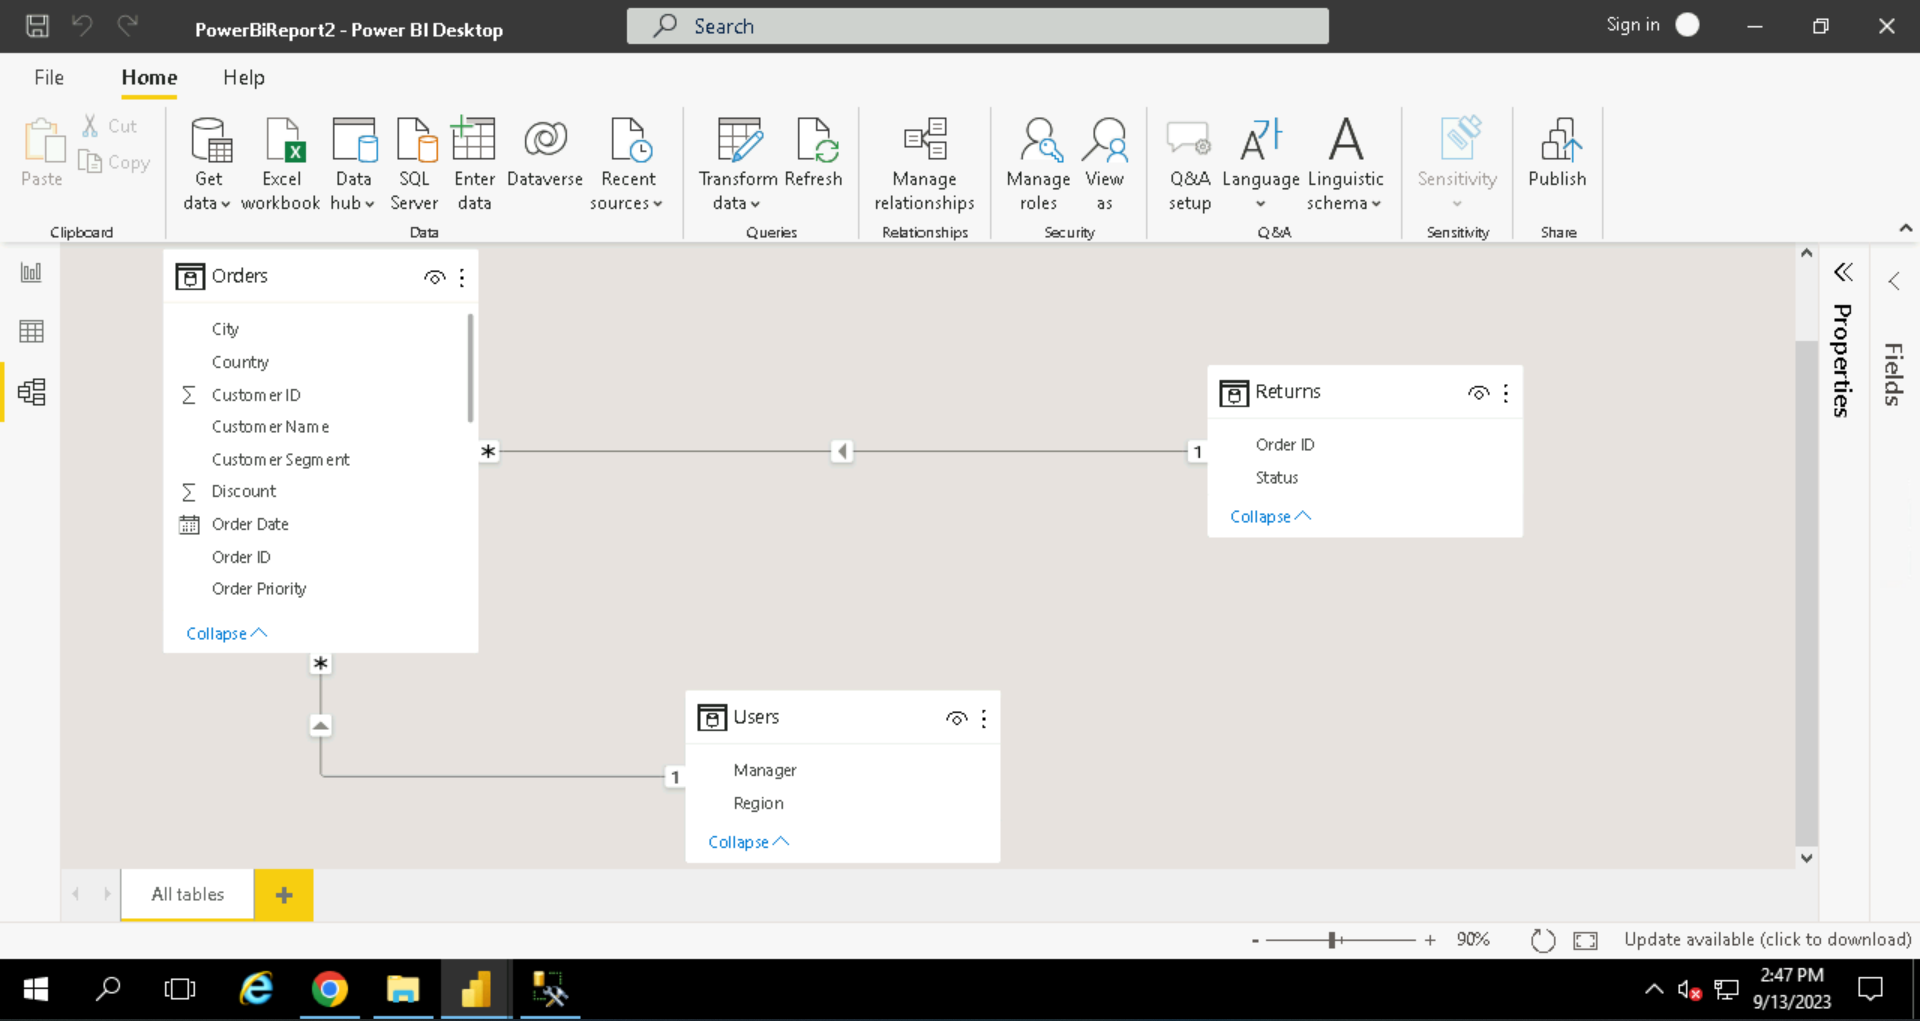 PowerBiReport2 - Power BI Desktop
Search
Sign in
File Home Help
Paste
Cut
Copy
Get data
Excel workbook
Data hub
SQL Server
Enter data
Dataverse
Recent sources
Transform data
Refresh
Manage relationships
Manage roles
View as
Q&A setup
Language
Linguistic schema
Sensitivity
Publish
Clipboard
Data
Queries
Relationships
Security
Q&A
Sensitivity
Share
Orders
City
Country
Σ Customer ID
Customer Name
Customer Segment
Σ Discount
Order Date
Order ID
Order Priority
Collapse
*
1
Returns
Order ID
Status
Collapse
*
1
Users
Manager
Region
Collapse
Properties
Fields
All tables
+
- + 90%
Update available (click to download)
2:47 PM
9/13/2023